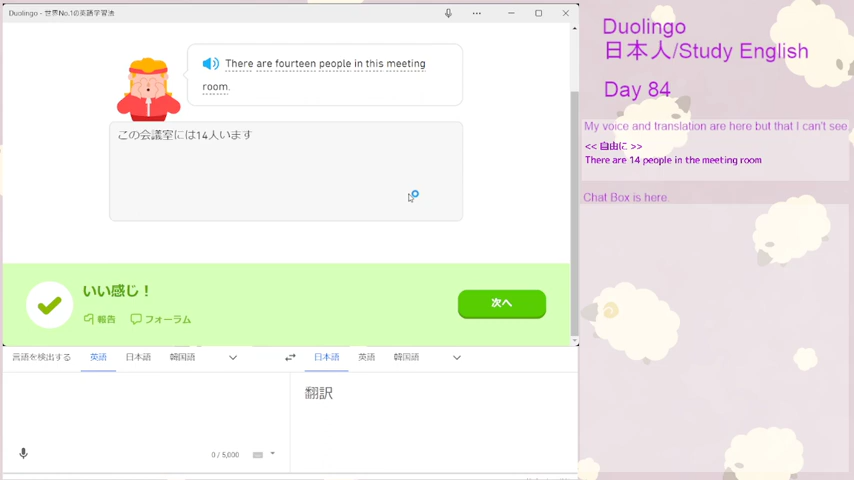 Duolingo - 世界No.1の英語学習法
There are fourteen people in this meeting
room.
この会議室には14人います
いい感じ！
報告
フォーラム
次へ
言語を検出する
英語
日本語
韓国語
日本語
英語
韓国語
翻訳
0 / 5,000
Duolingo
日本人/Study English
Day 84
My voice and translation are here but that I can't see.
<< 自由に >>
There are 14 people in the meeting room
Chat Box is here.